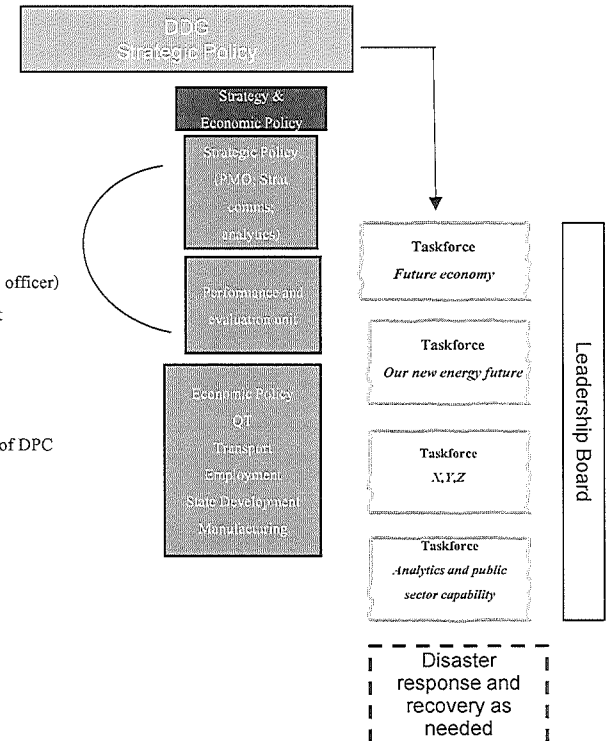 DDG
Strategic Policy
Strategy &
Economic Policy
Strategic Policy
(PMO, Strat,
comms,
analytics)
officer)
Performance and
evaluation unit
of DPC
Economic Policy
QT
Transport
Employment
State Development
Manufacturing
Taskforce
Future economy
Taskforce
Our new energy future
Taskforce
X,Y,Z
Taskforce
Analytics and public
sector capability
Leadership Board
Disaster
response and
recovery as
needed